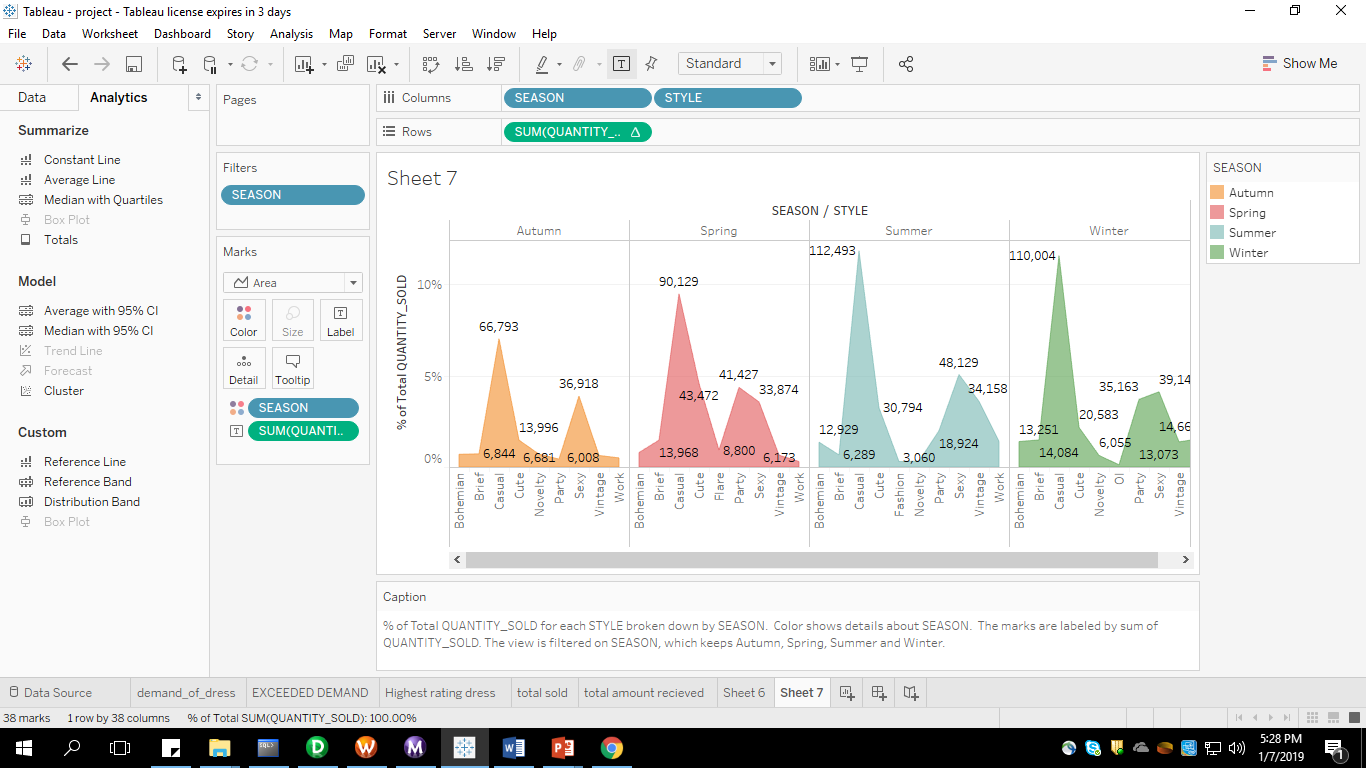 Tableau - project - Tableau license expires in 3 days
File Data Worksheet Dashboard Story Analysis Map Format Server Window Help
Standard
Show Me
Data Analytics
Summarize
Constant Line
Average Line
Median with Quartiles
Box Plot
Totals
Model
Average with 95% CI
Median with 95% CI
Trend Line
Forecast
Cluster
Custom
Reference Line
Reference Band
Distribution Band
Box Plot
Pages
Filters
SEASON
Marks
Area
Color Size Label
Detail Tooltip
SEASON
SUM(QUANTI..
Columns SEASON STYLE
Rows SUM(QUANTITY_.. Δ
Sheet 7
SEASON / STYLE
Autumn Spring Summer Winter
% of Total QUANTITY_SOLD
10%
5%
0%
66,793
36,918
13,996
6,844 6,681 6,008
90,129
43,472
41,427
33,874
13,968 8,800 6,173
112,493
48,129
34,158
30,794
12,929
6,289 3,060 18,924
110,004
35,163
39,14
20,583
13,251
14,66
6,055
14,084 13,073
Bohemian Brief Casual Cute Novelty Party Sexy Vintage Work
Bohemian Brief Casual Cute Flare Party Sexy Vintage Work
Bohemian Brief Casual Cute Fashion Novelty Party Sexy Vintage Work
Bohemian Brief Casual Cute Novelty Ol Party Sexy Vintage
SEASON
Autumn
Spring
Summer
Winter
Caption
% of Total QUANTITY_SOLD for each STYLE broken down by SEASON. Color shows details about SEASON. The marks are labeled by sum of
QUANTITY_SOLD. The view is filtered on SEASON, which keeps Autumn, Spring, Summer and Winter.
Data Source demand_of_dress EXCEEDED DEMAND Highest rating dress total sold total amount recieved Sheet 6 Sheet 7
38 marks 1 row by 38 columns % of Total SUM(QUANTITY_SOLD): 100.00%
5:28 PM
1/7/2019
1